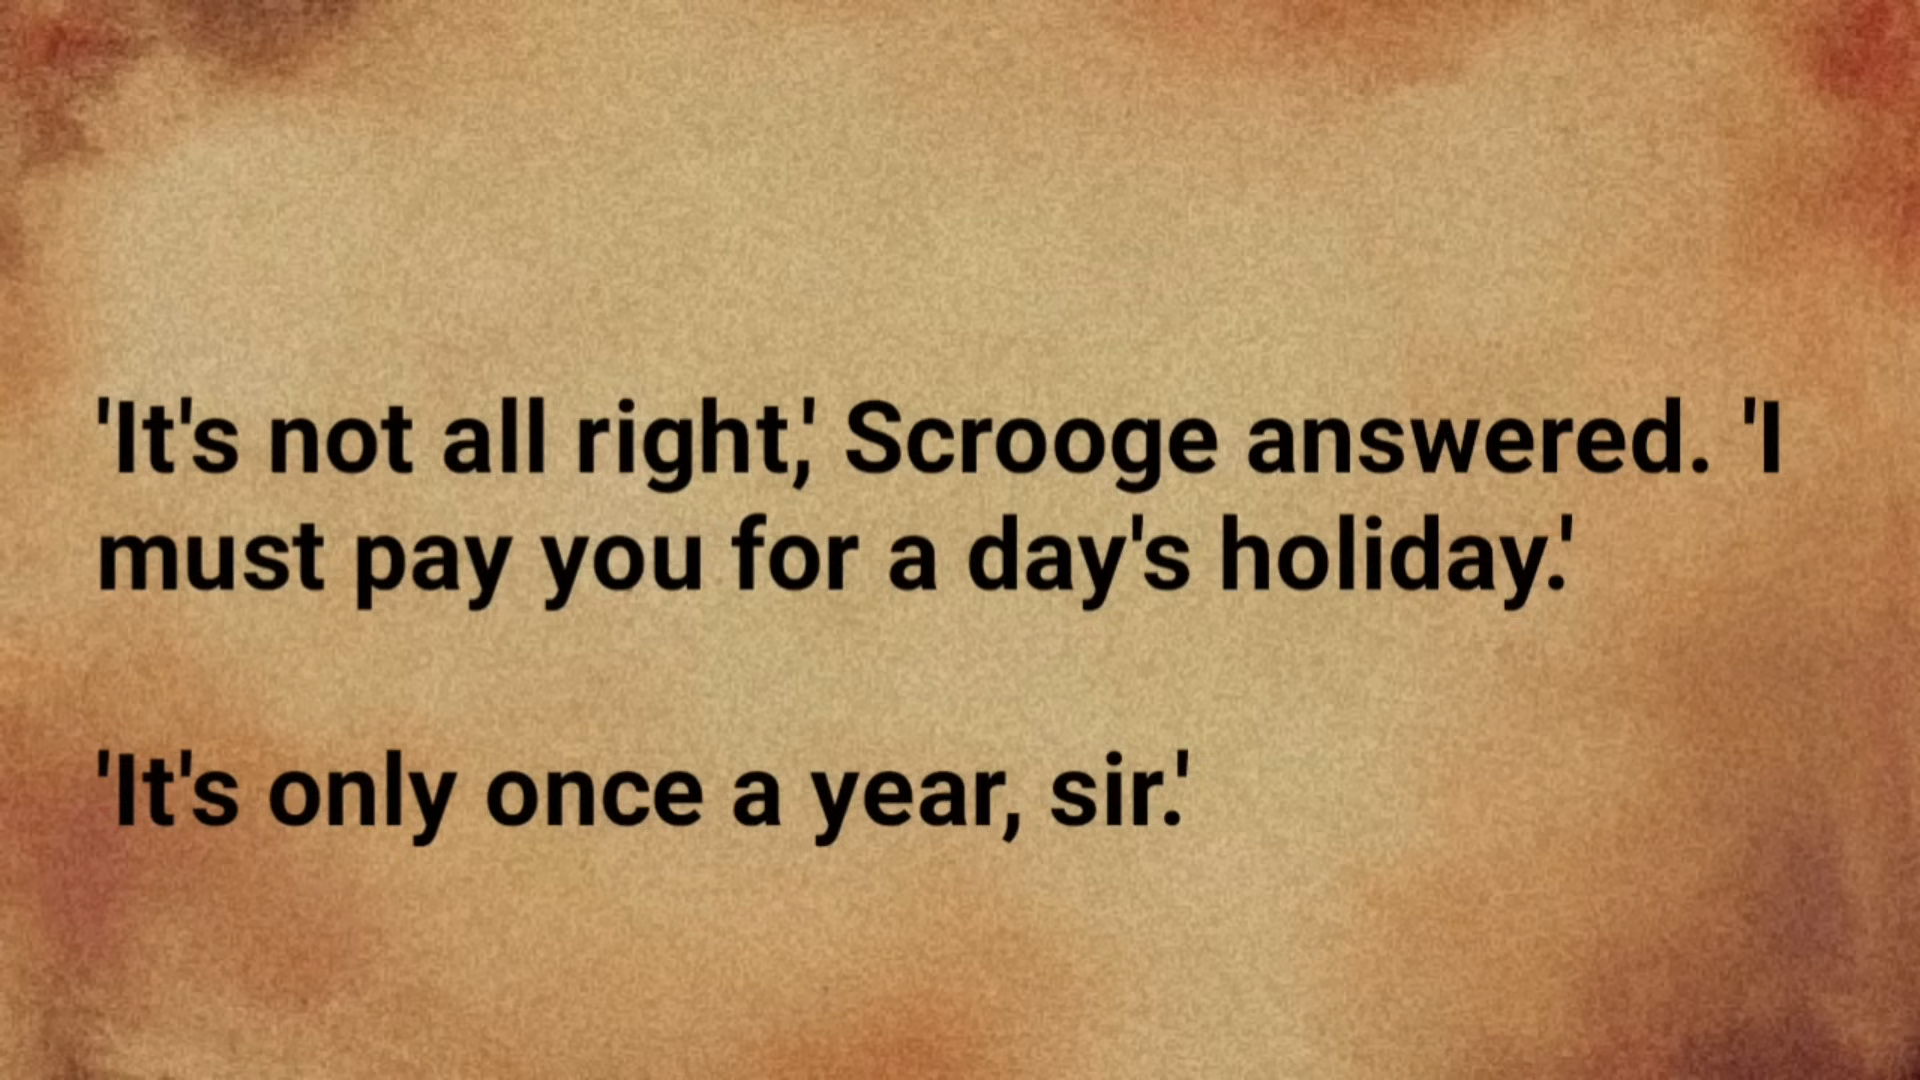 'It's not all right,' Scrooge answered. 'I
must pay you for a day's holiday.'
'It's only once a year, sir.'